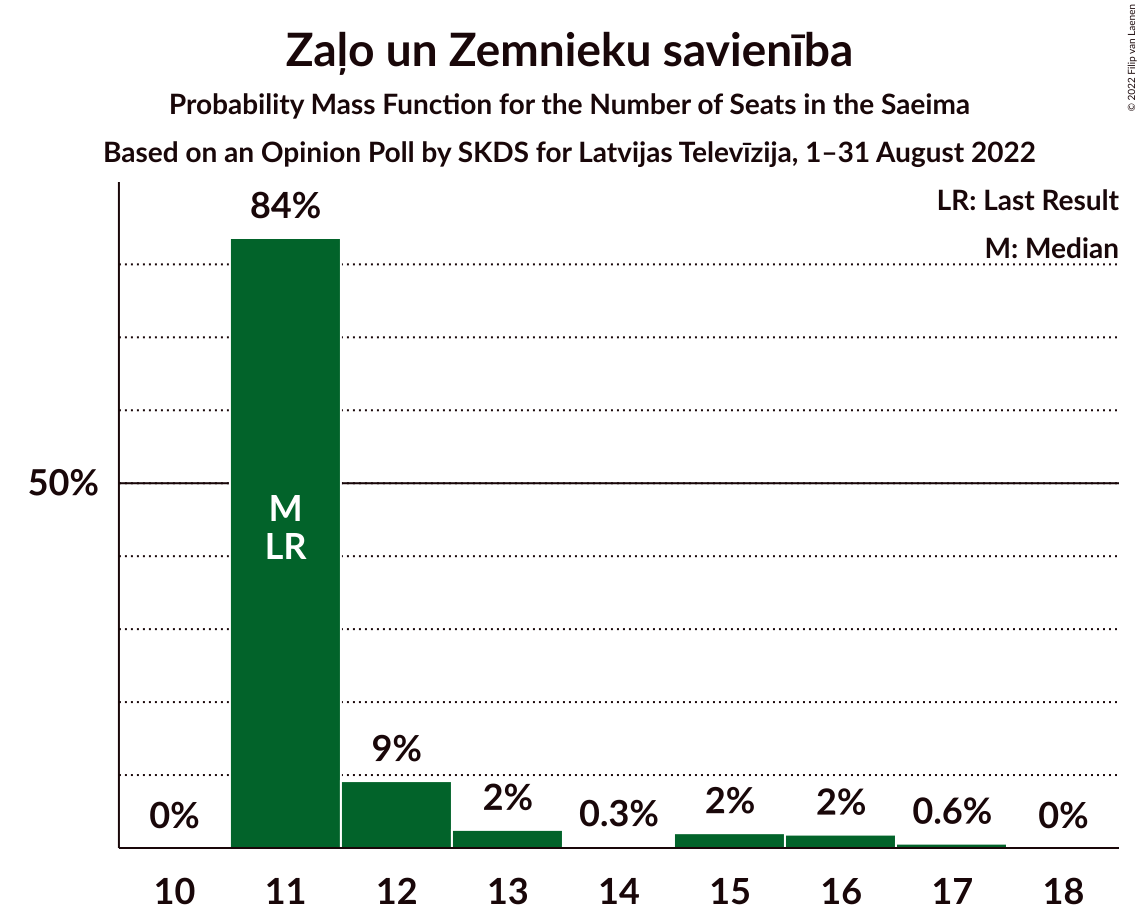 Zaļo un Zemnieku savienība
Probability Mass Function for the Number of Seats in the Saeima
Based on an Opinion Poll by SKDS for Latvijas Televīzija, 1–31 August 2022
© 2022 Filip van Laenen
LR: Last Result
M: Median
84%
50%
M
LR
9%
0%
2%
0.3%
2%
2%
0.6%
0%
10 11 12 13 14 15 16 17 18